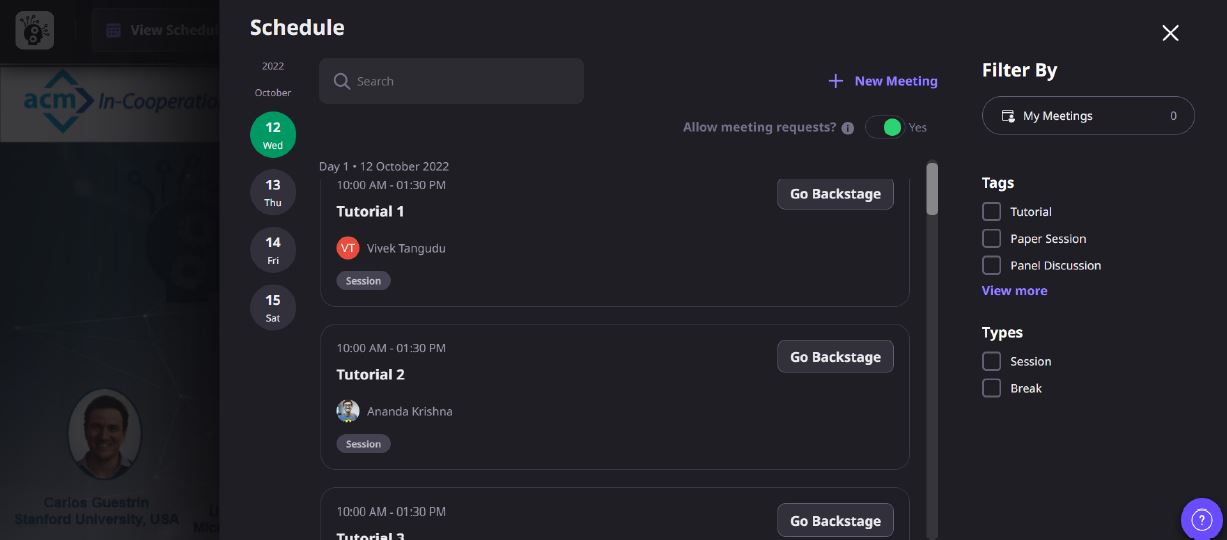 View Schedul
Schedule
2022
October
12
Wed
13
Thu
14
Fri
15
Sat
Search
+ New Meeting
Allow meeting requests? i Yes
Day 1 • 12 October 2022
10:00 AM - 01:30 PM
Go Backstage
Tutorial 1
VT Vivek Tangudu
Session
10:00 AM - 01:30 PM
Go Backstage
Tutorial 2
Ananda Krishna
Session
10:00 AM - 01:30 PM
Go Backstage
Tutorial 3
Filter By
My Meetings 0
Tags
Tutorial
Paper Session
Panel Discussion
View more
Types
Session
Break
?
acm In-Cooperatio
Carlos Guestrin
Stanford University, USA